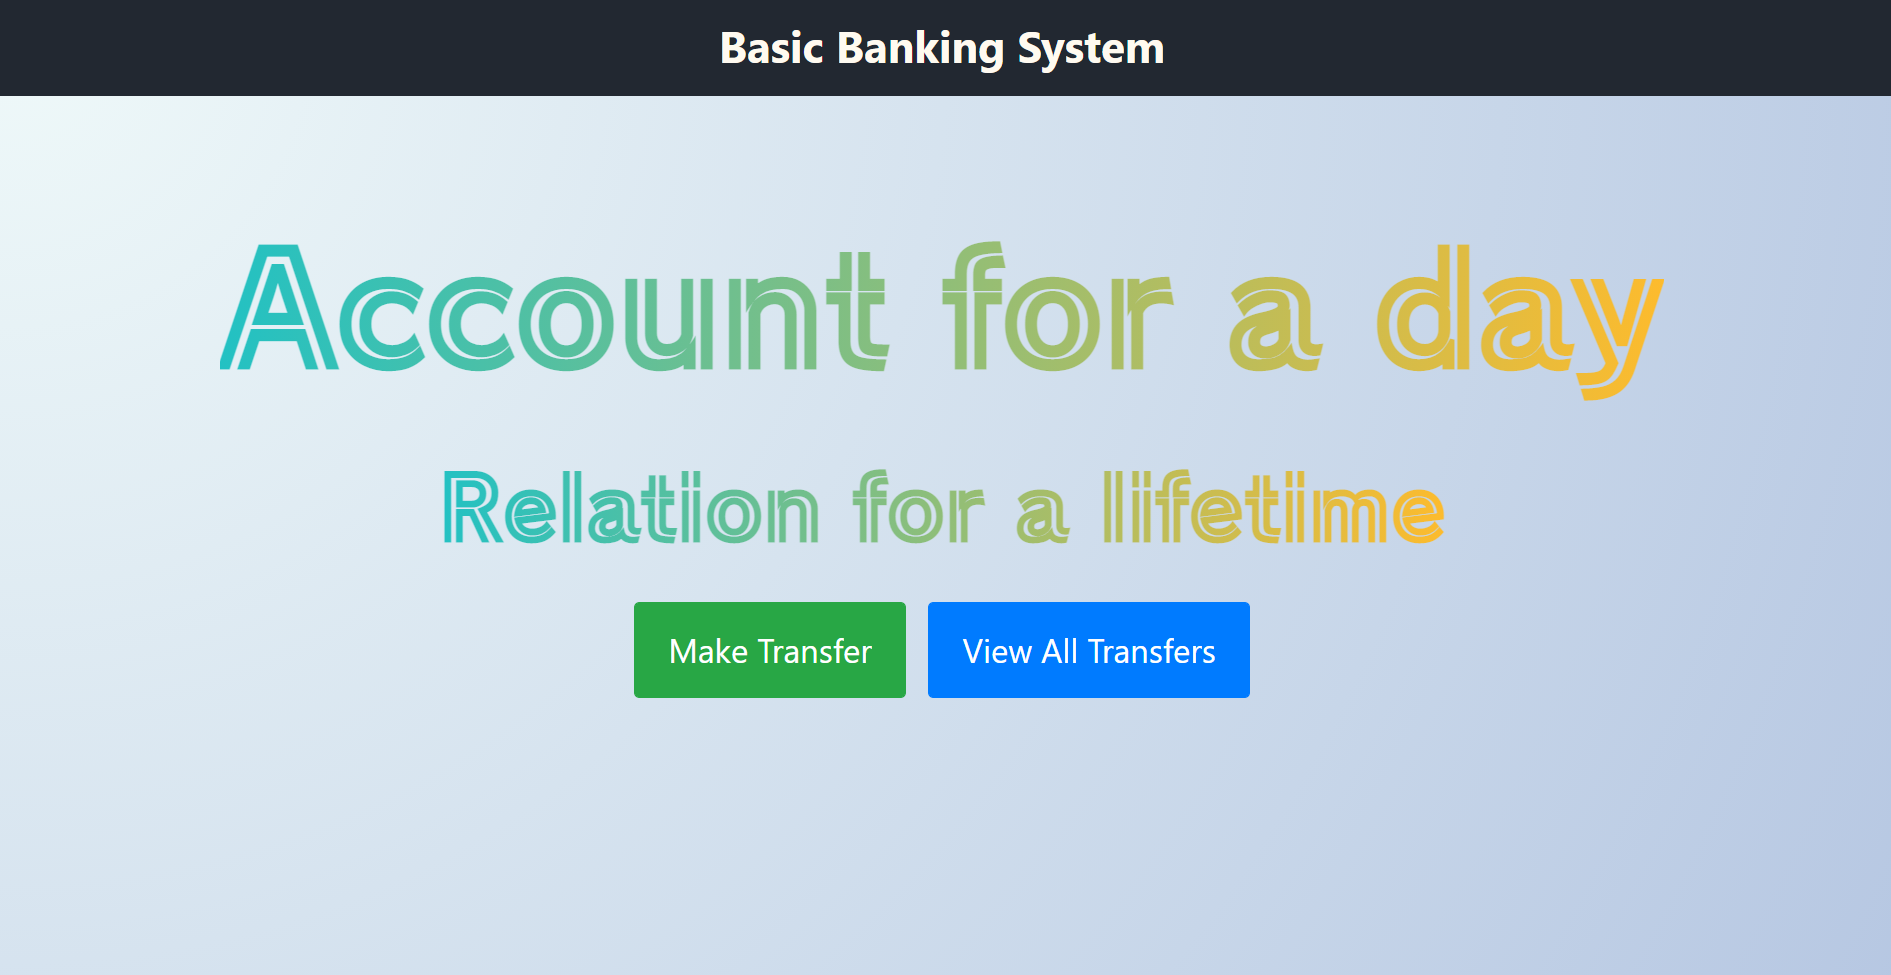 Basic Banking System
Account for a day
Relation for a lifetime
Make Transfer
View All Transfers